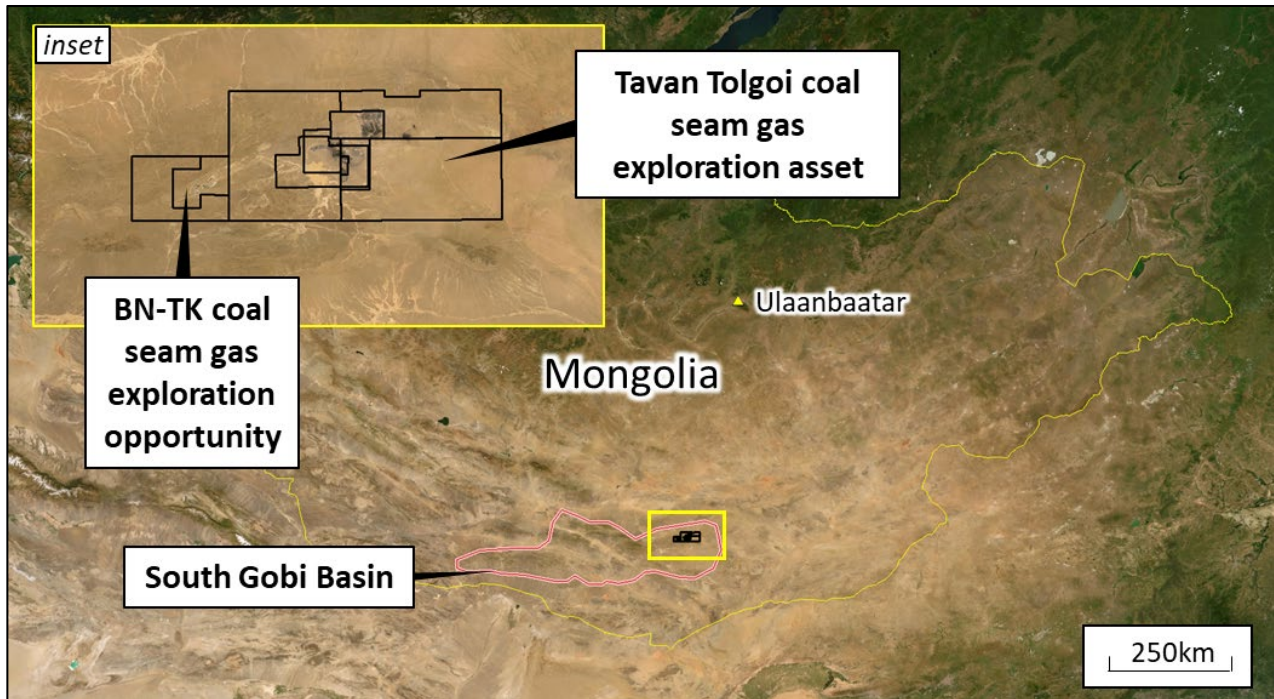 inset
Tavan Tolgoi coal
seam gas
exploration asset
BN-TK coal
seam gas
exploration
opportunity
Ulaanbaatar
Mongolia
South Gobi Basin
250km